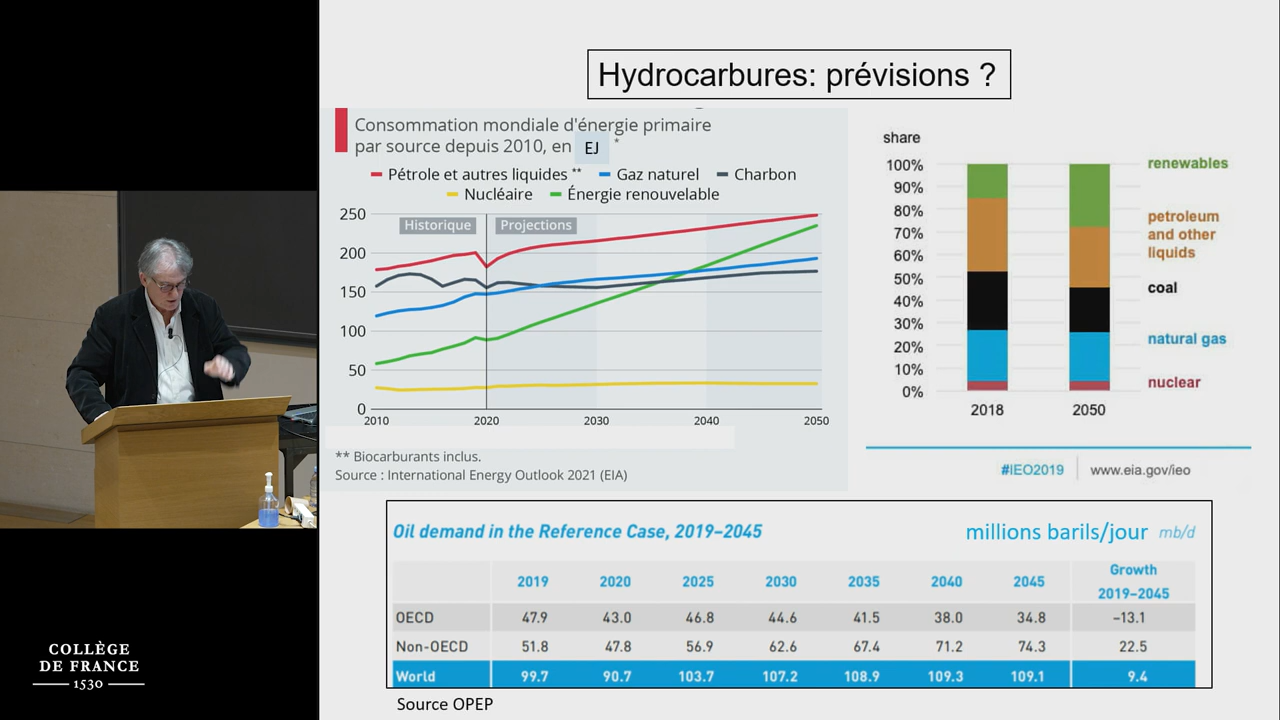 Hydrocarbures: prévisions ?
Consommation mondiale d'énergie primaire
par source depuis 2010, en EJ *
Pétrole et autres liquides ** Gaz naturel Charbon
Nucléaire Énergie renouvelable
250
200
150
100
50
0
Historique Projections
2010 2020 2030 2040 2050
** Biocarburants inclus.
Source : International Energy Outlook 2021 (EIA)
share
100%
90%
80%
70%
60%
50%
40%
30%
20%
10%
0%
2018 2050
renewables
petroleum
and other
liquids
coal
natural gas
nuclear
#IEO2019 www.eia.gov/ieo
Oil demand in the Reference Case, 2019–2045 millions barils/jour mb/d
2019 2020 2025 2030 2035 2040 2045 Growth
2019–2045
OECD 47.9 43.0 46.8 44.6 41.5 38.0 34.8 –13.1
Non-OECD 51.8 47.8 56.9 62.6 67.4 71.2 74.3 22.5
World 99.7 90.7 103.7 107.2 108.9 109.3 109.1 9.4
Source OPEP
COLLÈGE
DE FRANCE
1530